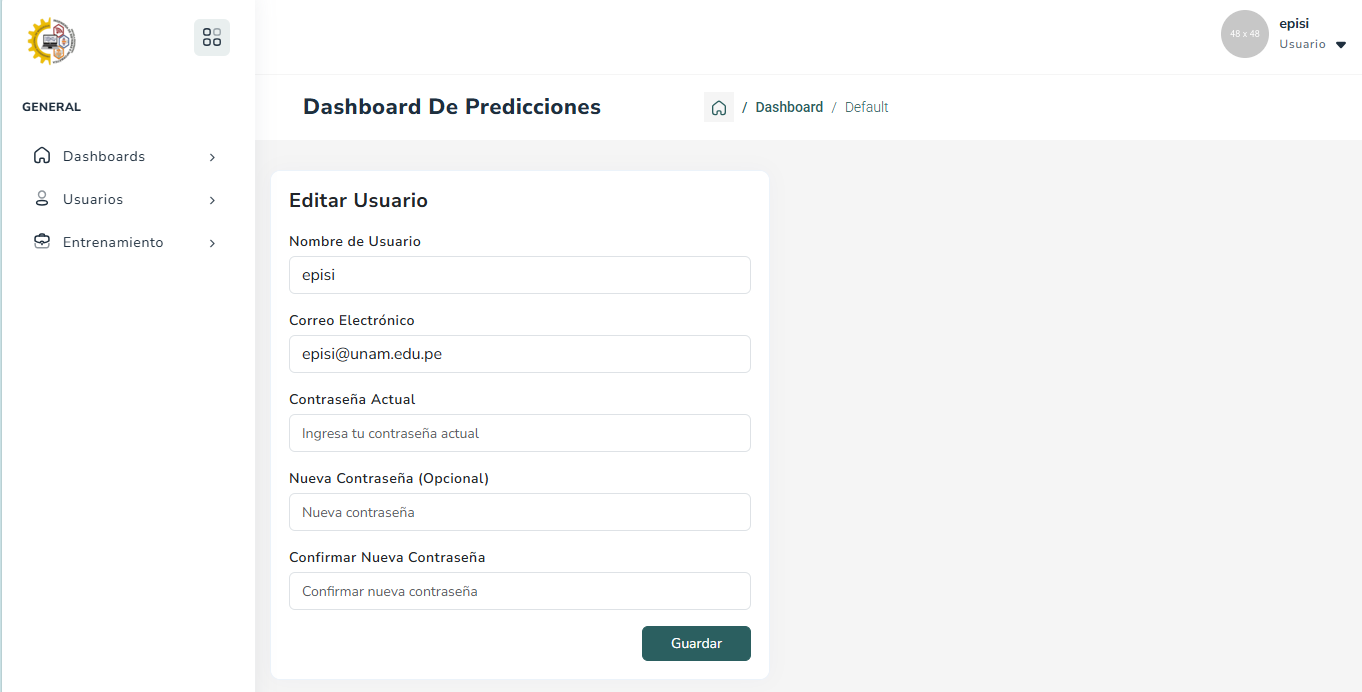 48 x 48
episi
Usuario
GENERAL
Dashboards
Usuarios
Entrenamiento
Dashboard De Predicciones
/ Dashboard / Default
Editar Usuario
Nombre de Usuario
episi
Correo Electrónico
episi@unam.edu.pe
Contraseña Actual
Ingresa tu contraseña actual
Nueva Contraseña (Opcional)
Nueva contraseña
Confirmar Nueva Contraseña
Confirmar nueva contraseña
Guardar